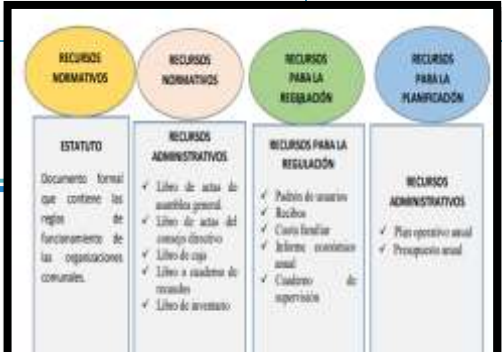 RECURSOS
NORMATIVOS
ESTATUTO
Documento formal
que contiene las
reglas de
funcionamiento de
las organizaciones
comunales.
RECURSOS
NORMATIVOS
RECURSOS
ADMINISTRATIVOS
✓ Libro de actas de
asamblea general
✓ Libro de actas del
consejo directivo
✓ Libro de caja
✓ Libro o cuaderno de
recaudos
✓ Libro de inventario
RECURSOS
PARA LA
REGULACIÓN
RECURSOS PARA LA
REGULACIÓN
✓ Padrón de usuarios
✓ Recibos
✓ Cuota familiar
✓ Informe económico
anual
✓ Cuaderno de
supervisión
RECURSOS
PARA LA
PLANIFICACIÓN
RECURSOS
ADMINISTRATIVOS
✓ Plan operativo anual
✓ Presupuesto anual